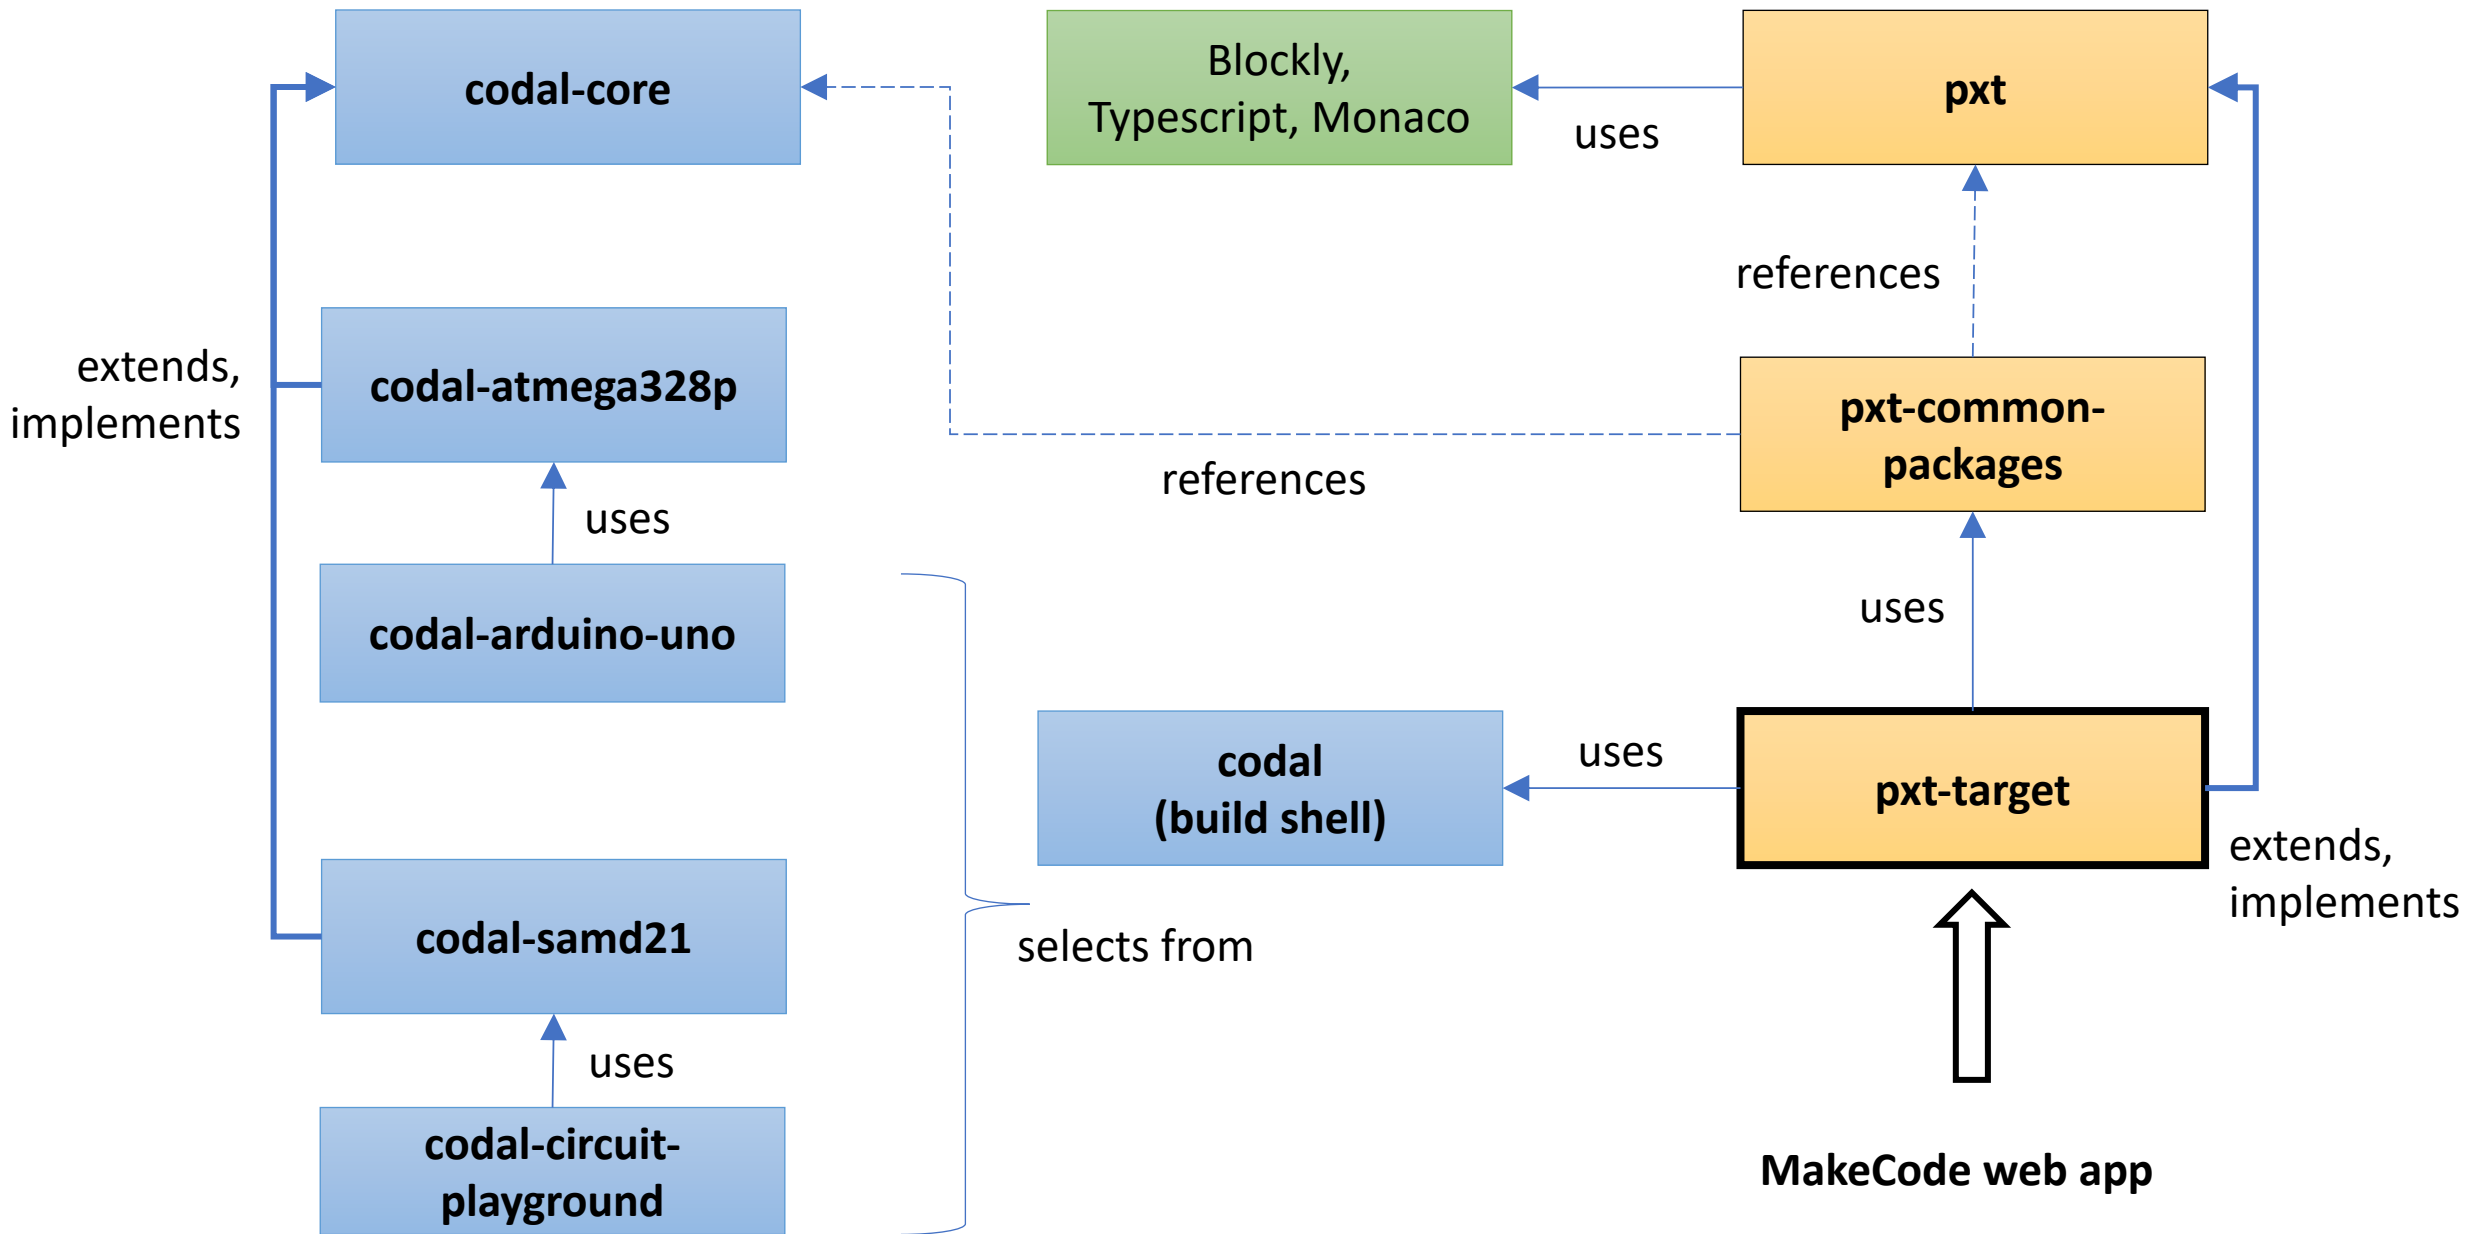 codal-core
Blockly,
Typescript, Monaco
uses
pxt
references
extends,
implements
codal-atmega328p
pxt-common-
packages
references
uses
uses
codal-arduino-uno
codal
(build shell)
uses
pxt-target
extends,
implements
codal-samd21
selects from
uses
codal-circuit-
playground
MakeCode web app